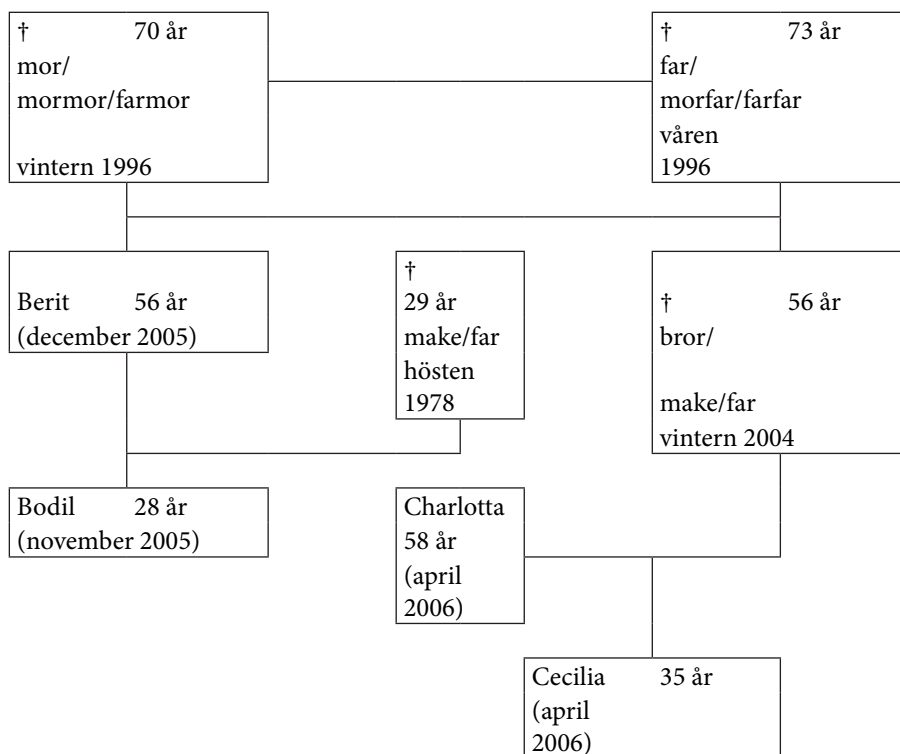 † 70 år
mor/
mormor/farmor
vintern 1996
† 73 år
far/
morfar/farfar
våren
1996
Berit 56 år
(december 2005)
†
29 år
make/far
hösten
1978
† 56 år
bror/
make/far
vintern 2004
Bodil 28 år
(november 2005)
Charlotta
58 år
(april
2006)
Cecilia 35 år
(april
2006)